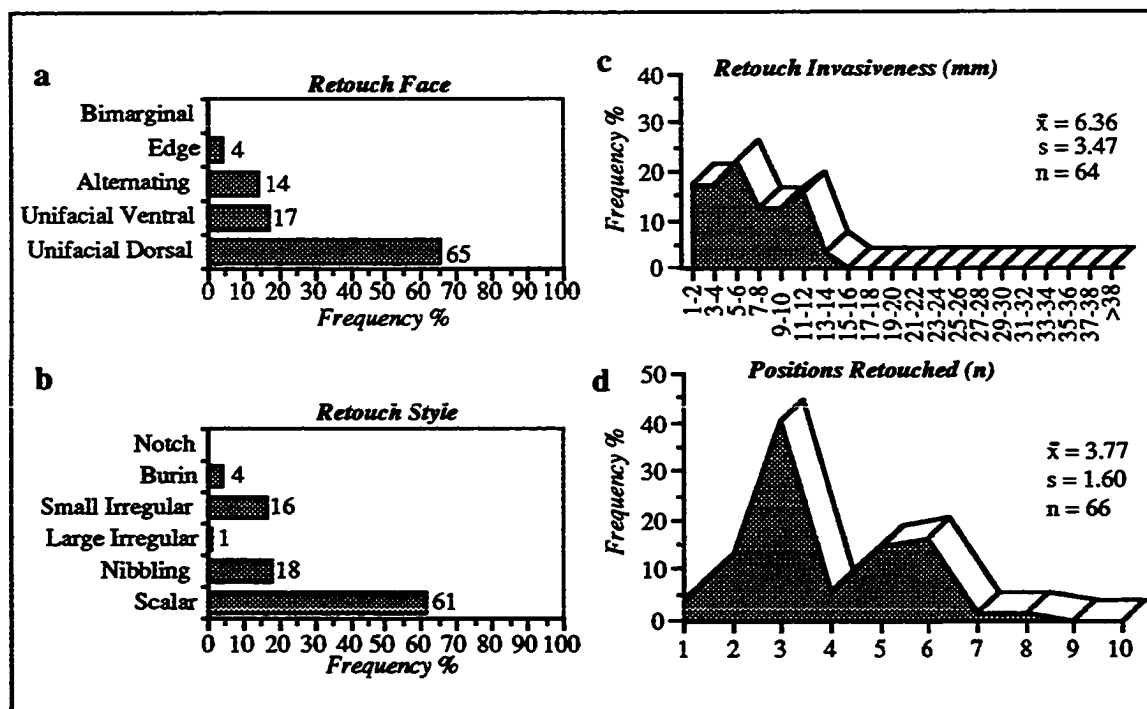 a
Retouch Face
Bimarginal
Edge
4
Alternating
14
Unifacial Ventral
17
Unifacial Dorsal
65
0 10 20 30 40 50 60 70 80 90 100
Frequency %
b
Retouch Style
Notch
Burin
4
Small Irregular
16
Large Irregular
1
Nibbling
18
Scalar
61
0 10 20 30 40 50 60 70 80 90 100
Frequency %
c
Retouch Invasiveness (mm)
40
30
20
10
0
Frequency %
x̄ = 6.36
s = 3.47
n = 64
1-2
3-4
5-6
7-8
9-10
11-12
13-14
15-16
17-18
19-20
21-22
23-24
25-26
27-28
29-30
31-32
33-34
35-36
37-38
>38
d
Positions Retouched (n)
50
40
30
20
10
0
Frequency %
x̄ = 3.77
s = 1.60
n = 66
1 2 3 4 5 6 7 8 9 10